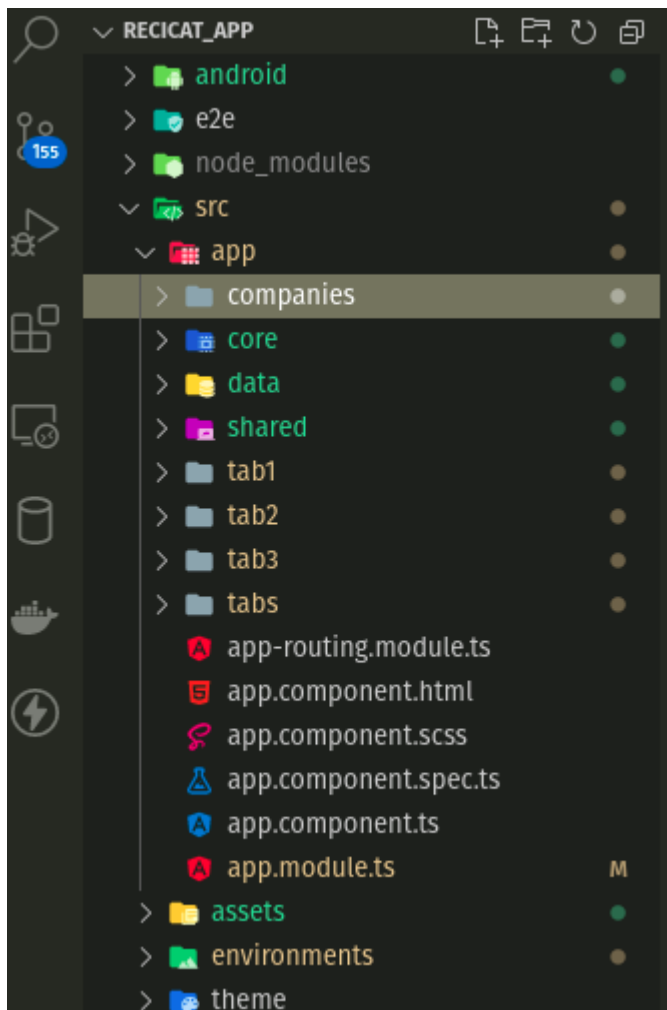 RECICAT_APP
android
e2e
155
node_modules
src
app
companies
core
data
shared
tab1
tab2
tab3
tabs
app-routing.module.ts
app.component.html
app.component.scss
app.component.spec.ts
app.component.ts
app.module.ts M
assets
environments
theme